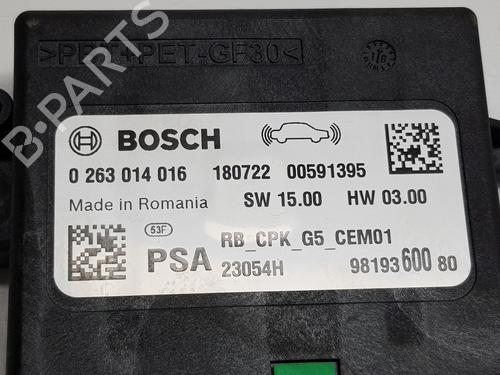 >PBT+PET-GF30<
B-PARTS
BOSCH
0 263 014 016 180722 00591395
Made in Romania SW 15.00 HW 03.00
53F
PSA RB_CPK_G5_CEM01
23054H 98193 600 80